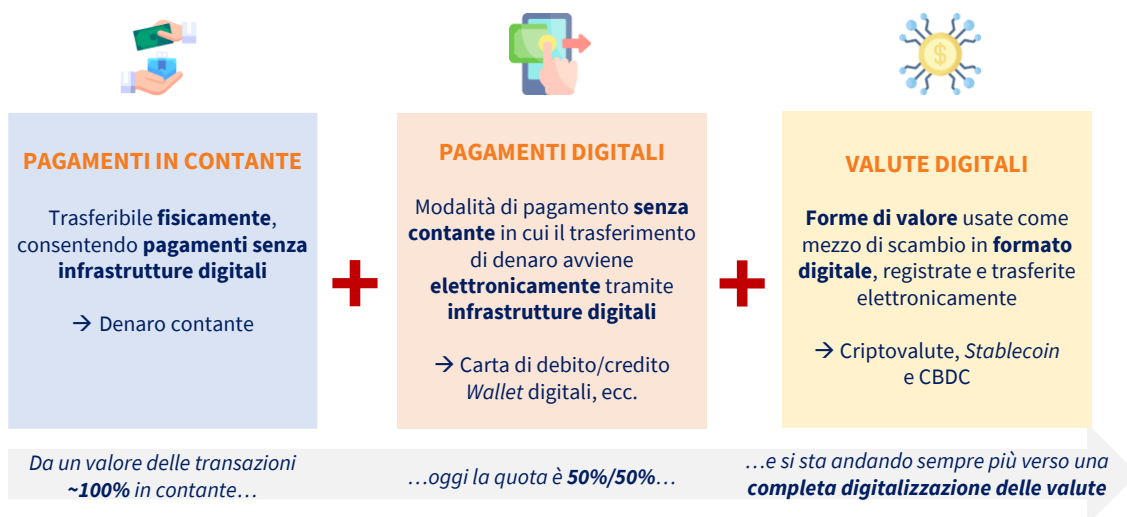 PAGAMENTI IN CONTANTE
Trasferibile fisicamente,
consentendo pagamenti senza
infrastrutture digitali
→ Denaro contante
PAGAMENTI DIGITALI
Modalità di pagamento senza
contante in cui il trasferimento
di denaro avviene
elettronicamente tramite
infrastrutture digitali
→ Carta di debito/credito
Wallet digitali, ecc.
VALUTE DIGITALI
Forme di valore usate come
mezzo di scambio in formato
digitale, registrate e trasferite
elettronicamente
→ Criptovalute, Stablecoin
e CBDC
Da un valore delle transazioni
~100% in contante…
…oggi la quota è 50%/50%…
…e si sta andando sempre più verso una
completa digitalizzazione delle valute